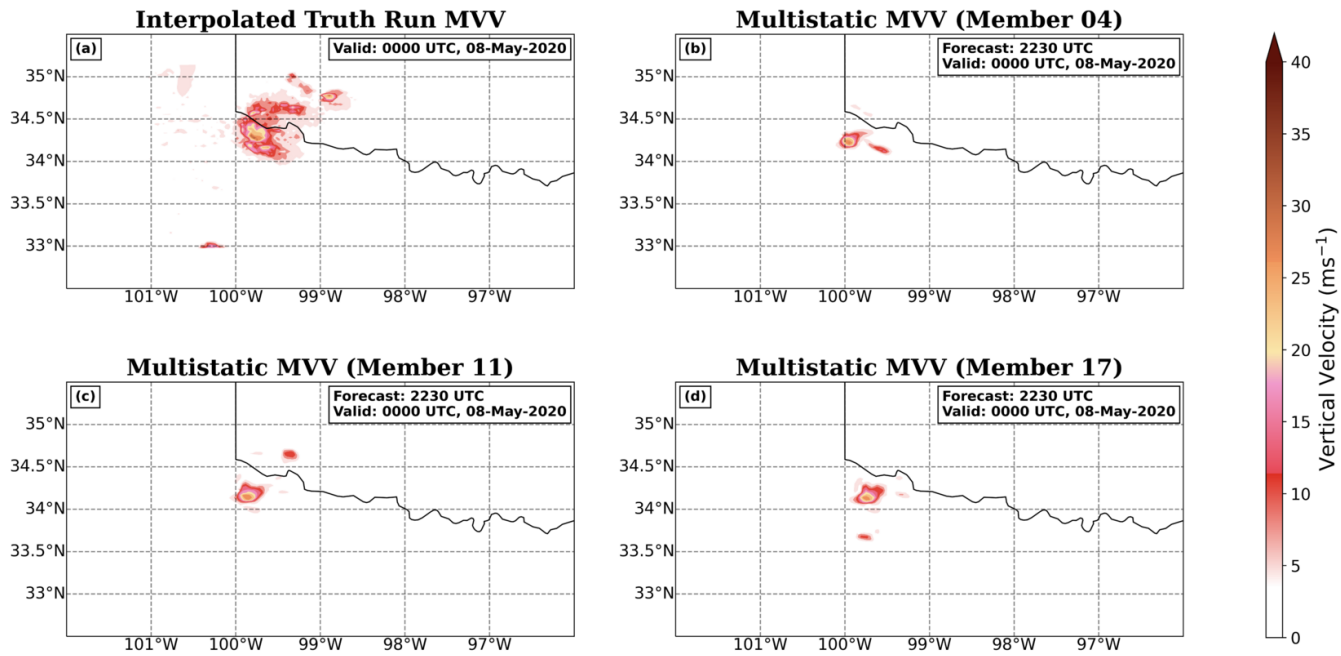 Interpolated Truth Run MVV
(a)
Valid: 0000 UTC, 08-May-2020
35°N
34.5°N
34°N
33.5°N
33°N
101°W 100°W 99°W 98°W 97°W
Multistatic MVV (Member 04)
(b)
Forecast: 2230 UTC
Valid: 0000 UTC, 08-May-2020
35°N
34.5°N
34°N
33.5°N
33°N
101°W 100°W 99°W 98°W 97°W
Multistatic MVV (Member 11)
(c)
Forecast: 2230 UTC
Valid: 0000 UTC, 08-May-2020
35°N
34.5°N
34°N
33.5°N
33°N
101°W 100°W 99°W 98°W 97°W
Multistatic MVV (Member 17)
(d)
Forecast: 2230 UTC
Valid: 0000 UTC, 08-May-2020
35°N
34.5°N
34°N
33.5°N
33°N
101°W 100°W 99°W 98°W 97°W
40
35
30
25
20
15
10
5
0
Vertical Velocity (ms⁻¹)